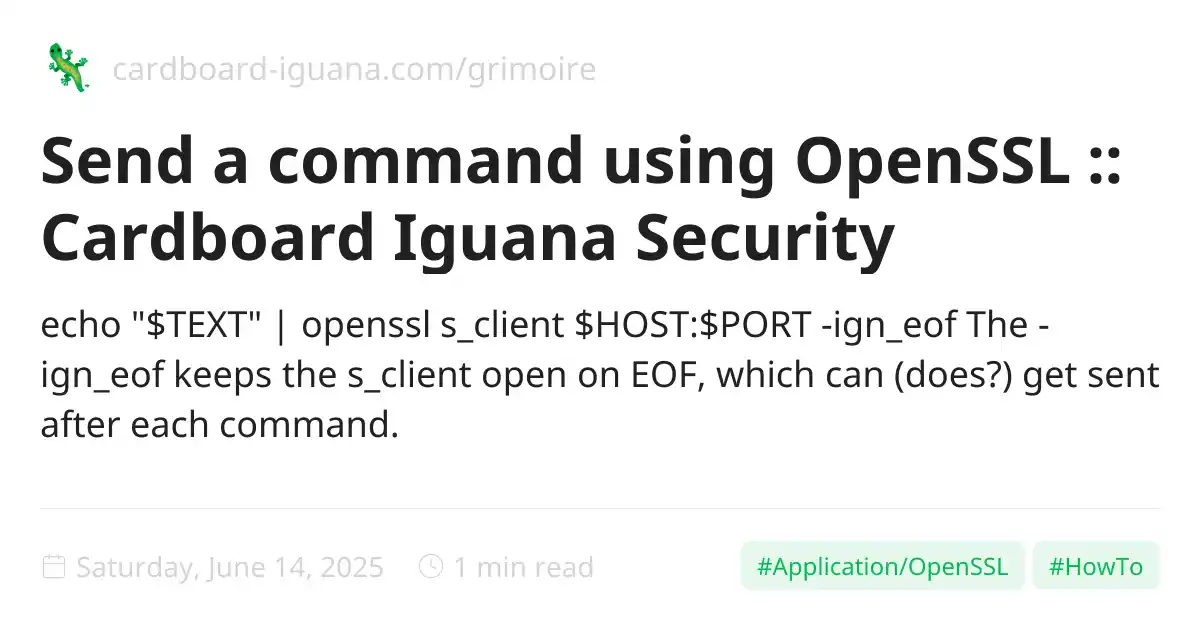 cardboard-iguana.com/grimoire
Send a command using OpenSSL ::
Cardboard Iguana Security
echo "$TEXT" | openssl s_client $HOST:$PORT -ign_eof The -
ign_eof keeps the s_client open on EOF, which can (does?) get sent
after each command.
Saturday, June 14, 2025 1 min read #Application/OpenSSL #HowTo